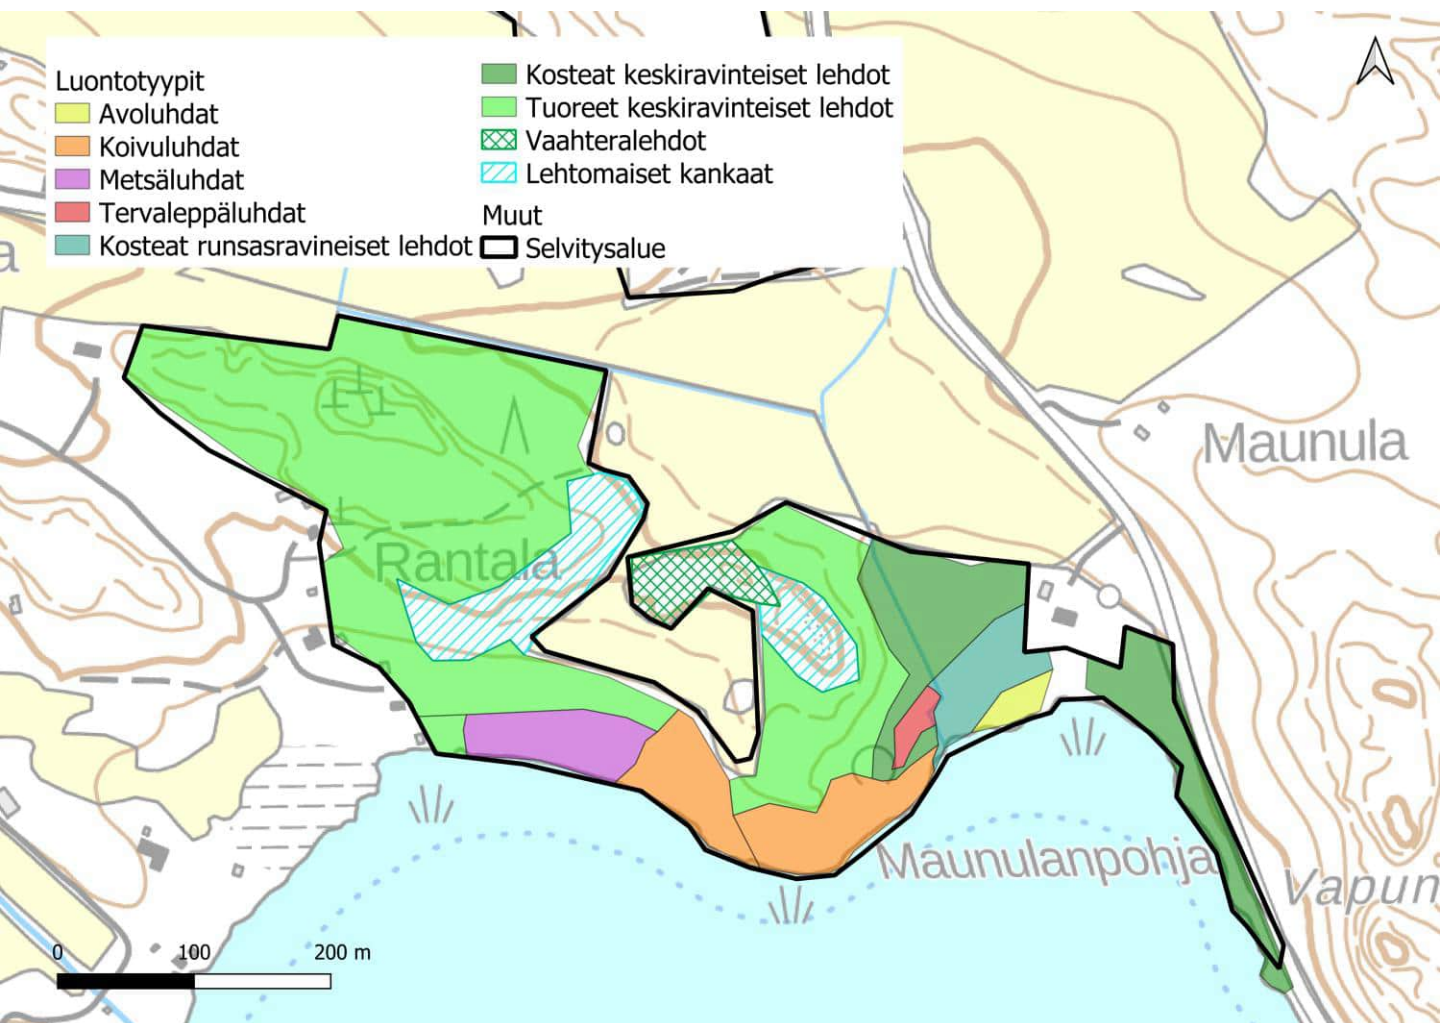 Luontotyypit
Avoluhdat
Koivuluhdat
Metsäluhdat
Tervaleppäluhdat
Kosteat runsasravineiset lehdot
Kosteat keskiravinteiset lehdot
Tuoreet keskiravinteiset lehdot
Vaahteralehdot
Lehtomaiset kankaat
Muut
Selvitysalue
a
Maunula
Rantala
Maunulanpohja
Vapun
0 100 200 m